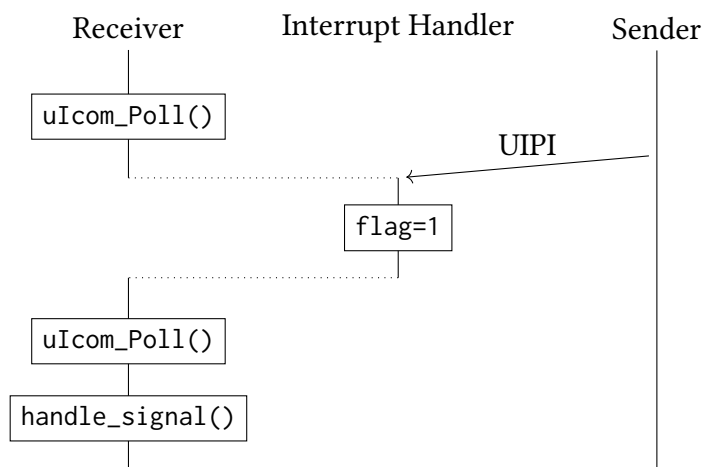 Receiver
Interrupt Handler
Sender
uIcom_Poll()
UIPI
flag=1
uIcom_Poll()
handle_signal()